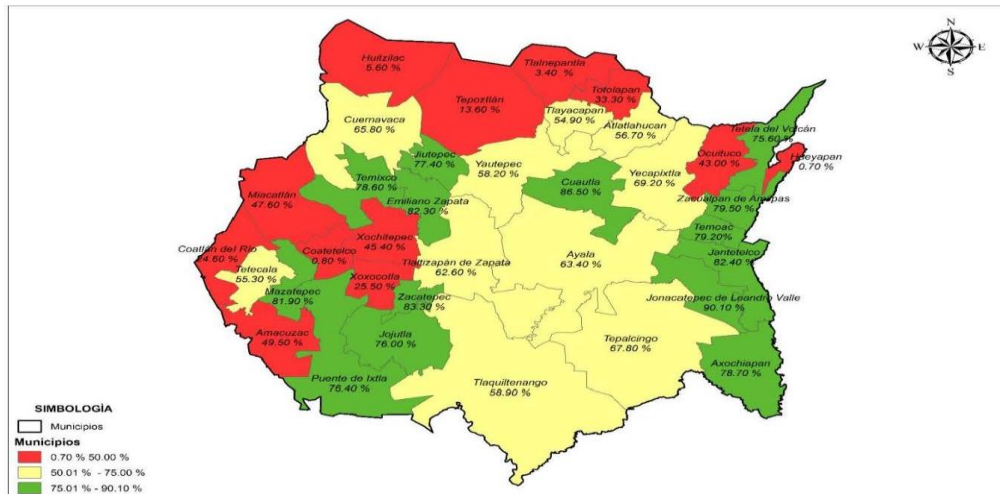 N
W E
S
Huitzilac
5.60 %
Tlalnepantla
3.40 %
Totolapan
33.30 %
Tepoztlán
13.60 %
Tlayacapan
54.90 %
Cuernavaca
65.80 %
Atlatlahucan
56.70 %
Tetela del Volcán
75.60 %
Jiutepec
77.40 %
Ocuituco
43.00 %
Hueyapan
0.70 %
Yautepec
58.20 %
Yecapixtla
69.20 %
Temixco
78.60 %
Cuautla
86.50 %
Miacatlán
47.60 %
Emiliano Zapata
82.30 %
Zacualpan de Amilpas
79.50 %
Temoac
79.20%
Xochitepec
45.40 %
Coatlán del Río
Coatetelco
0.80 %
Jantetelco
82.40 %
Ayala
63.40 %
Tlaltizapán de Zapata
62.60 %
Tetecala
55.30 %
Xoxocotla
25.50 %
Mazatepec
81.90 %
Zacatepec
83.30 %
Jonacatepec de Leandro Valle
90.10 %
Amacuzac
49.50 %
Jojutla
76.00 %
Tepalcingo
67.80 %
Axochiapan
78.70 %
Puente de Ixtla
76.40 %
Tlaquiltenango
58.90 %
SIMBOLOGÌA
Municipios
Municipios
0.70 % 50.00 %
50.01 % - 75.00 %
75.01 % - 90.10 %